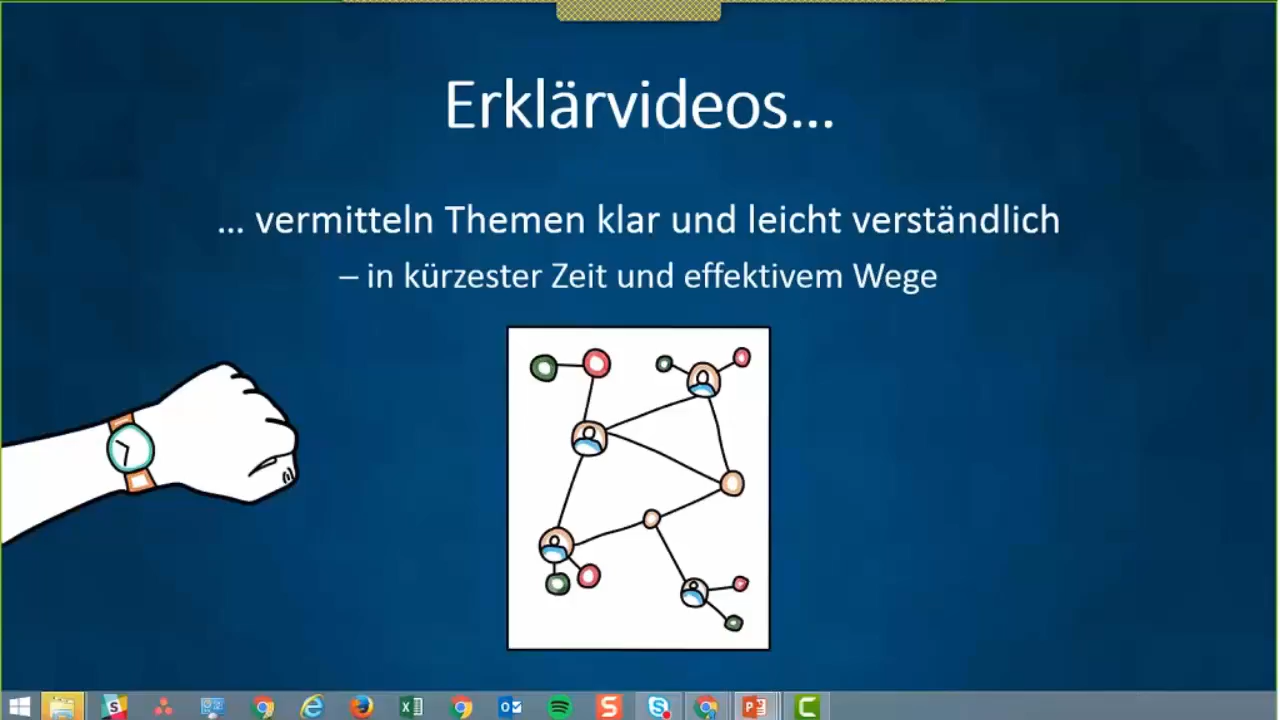 Erklärvideos...
... vermitteln Themen klar und leicht verständlich
– in kürzester Zeit und effektivem Wege